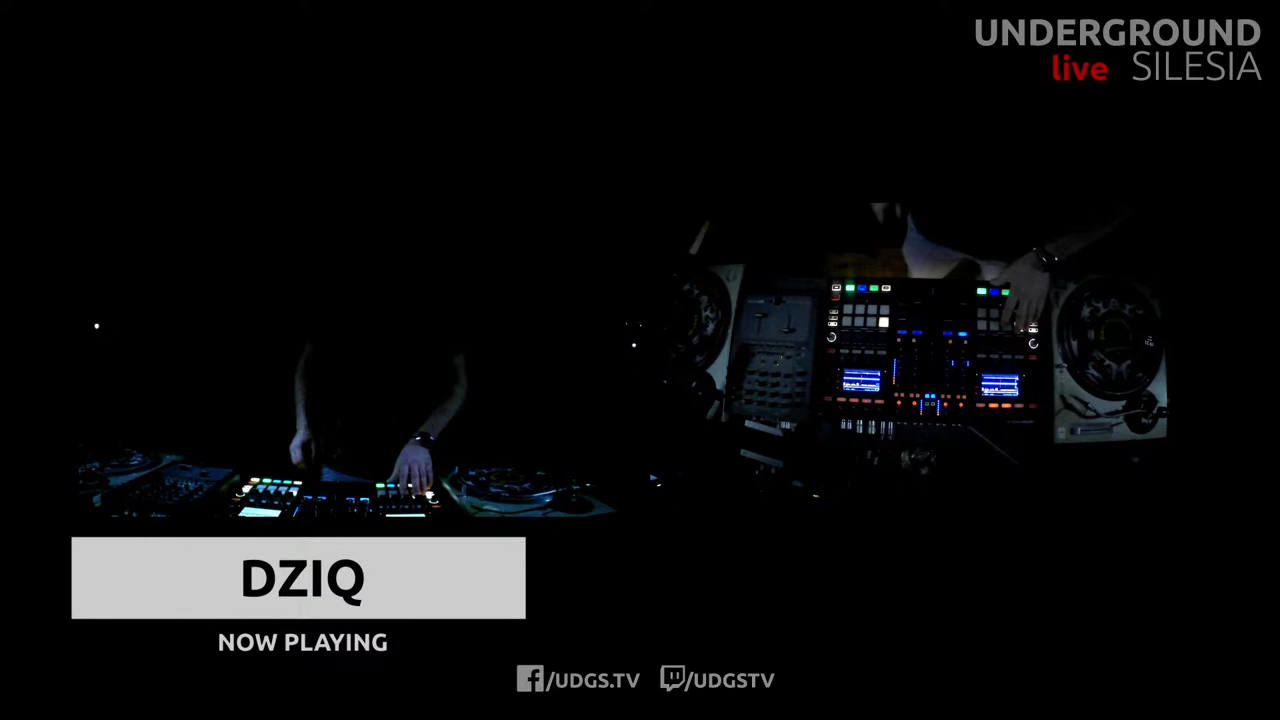 UNDERGROUND
live SILESIA
DZIQ
NOW PLAYING
/UDGS.TV /UDGSTV